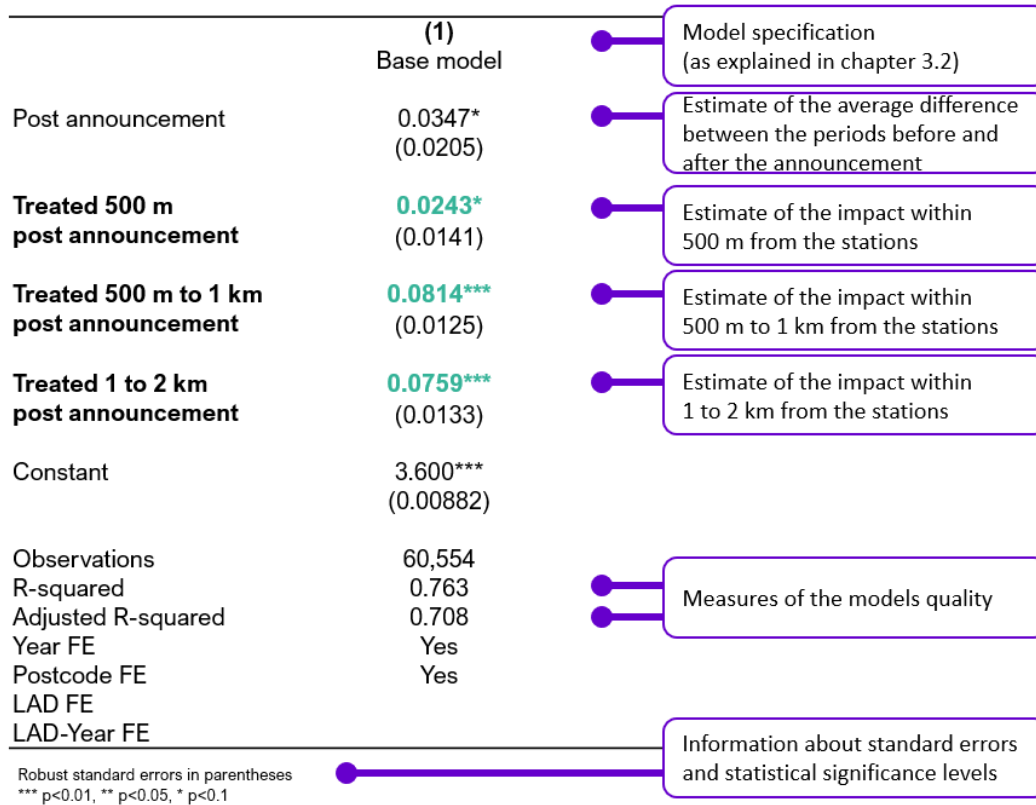 (1)
Base model
Model specification
(as explained in chapter 3.2)
Post announcement
0.0347*
(0.0205)
Estimate of the average difference
between the periods before and
after the announcement
Treated 500 m
post announcement
0.0243*
(0.0141)
Estimate of the impact within
500 m from the stations
Treated 500 m to 1 km
post announcement
0.0814***
(0.0125)
Estimate of the impact within
500 m to 1 km from the stations
Treated 1 to 2 km
post announcement
0.0759***
(0.0133)
Estimate of the impact within
1 to 2 km from the stations
Constant
3.600***
(0.00882)
Observations 60,554
R-squared 0.763
Adjusted R-squared 0.708
Measures of the models quality
Year FE Yes
Postcode FE Yes
LAD FE
LAD-Year FE
Information about standard errors
and statistical significance levels
Robust standard errors in parentheses
*** p<0.01, ** p<0.05, * p<0.1